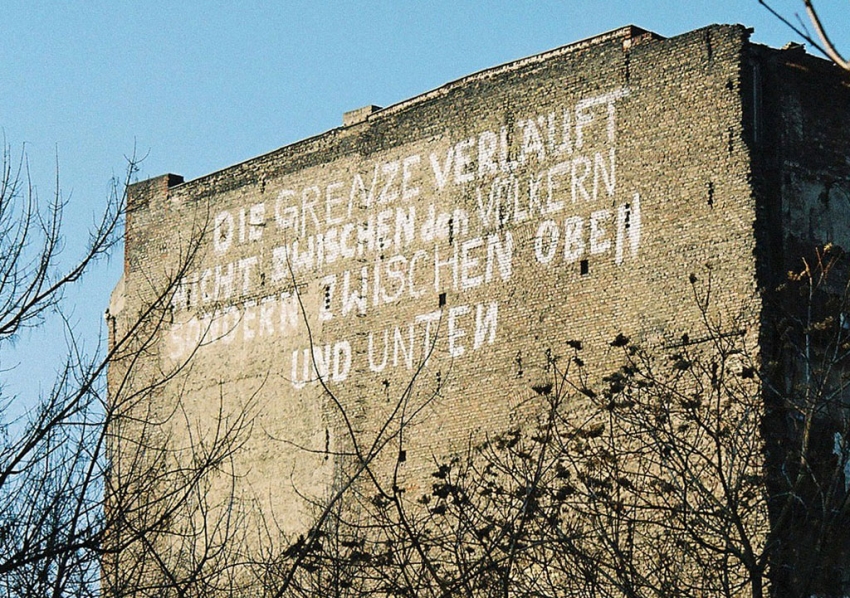 DIE GRENZE VERLÄUFT
NICHT ZWISCHEN den VÖLKERN
SONDERN ZWISCHEN OBEN
UND UNTEN